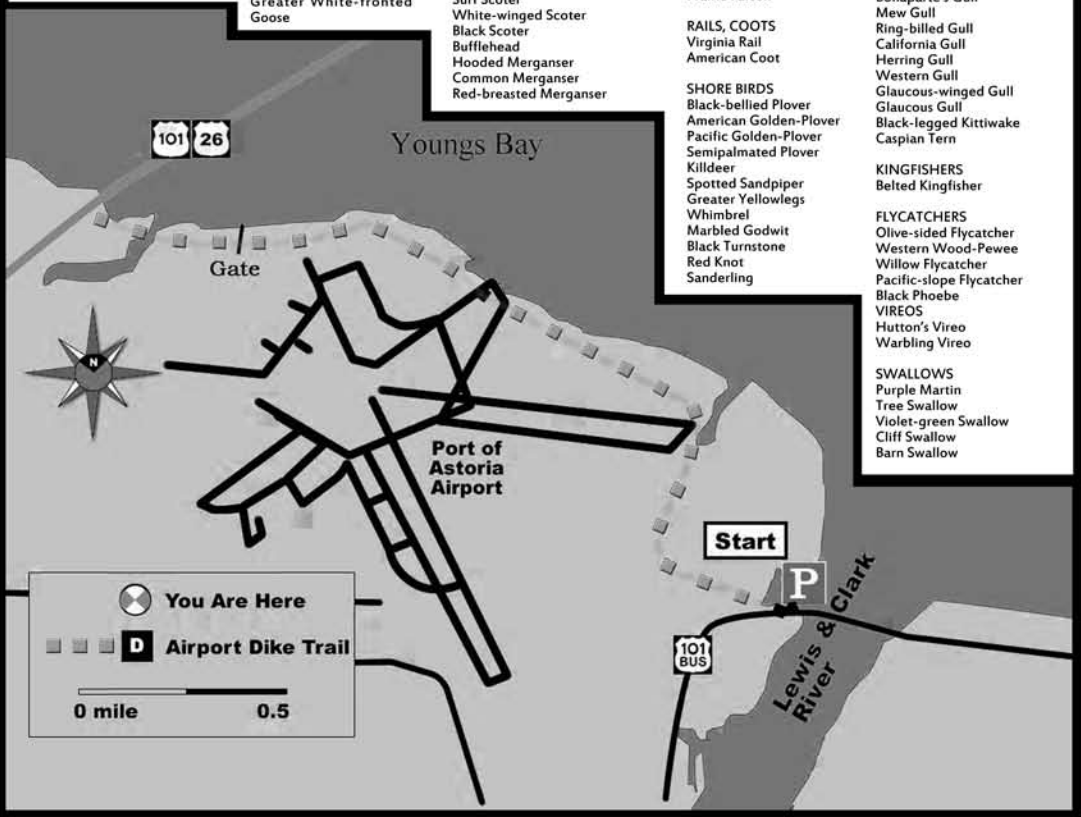 Greater White-fronted
Goose
Surf Scoter
White-winged Scoter
Black Scoter
Bufflehead
Hooded Merganser
Common Merganser
Red-breasted Merganser
RAILS, COOTS
Virginia Rail
American Coot
SHORE BIRDS
Black-bellied Plover
American Golden-Plover
Pacific Golden-Plover
Semipalmated Plover
Killdeer
Spotted Sandpiper
Greater Yellowlegs
Whimbrel
Marbled Godwit
Black Turnstone
Red Knot
Sanderling
Bonaparte's Gull
Mew Gull
Ring-billed Gull
California Gull
Herring Gull
Western Gull
Glaucous-winged Gull
Glaucous Gull
Black-legged Kittiwake
Caspian Tern
KINGFISHERS
Belted Kingfisher
FLYCATCHERS
Olive-sided Flycatcher
Western Wood-Pewee
Willow Flycatcher
Pacific-slope Flycatcher
Black Phoebe
VIREOS
Hutton's Vireo
Warbling Vireo
SWALLOWS
Purple Martin
Tree Swallow
Violet-green Swallow
Cliff Swallow
Barn Swallow
101 26
Youngs Bay
Gate
N
Port of
Astoria
Airport
Start
P
101
BUS
Lewis & Clark
River
You Are Here
D Airport Dike Trail
0 mile 0.5